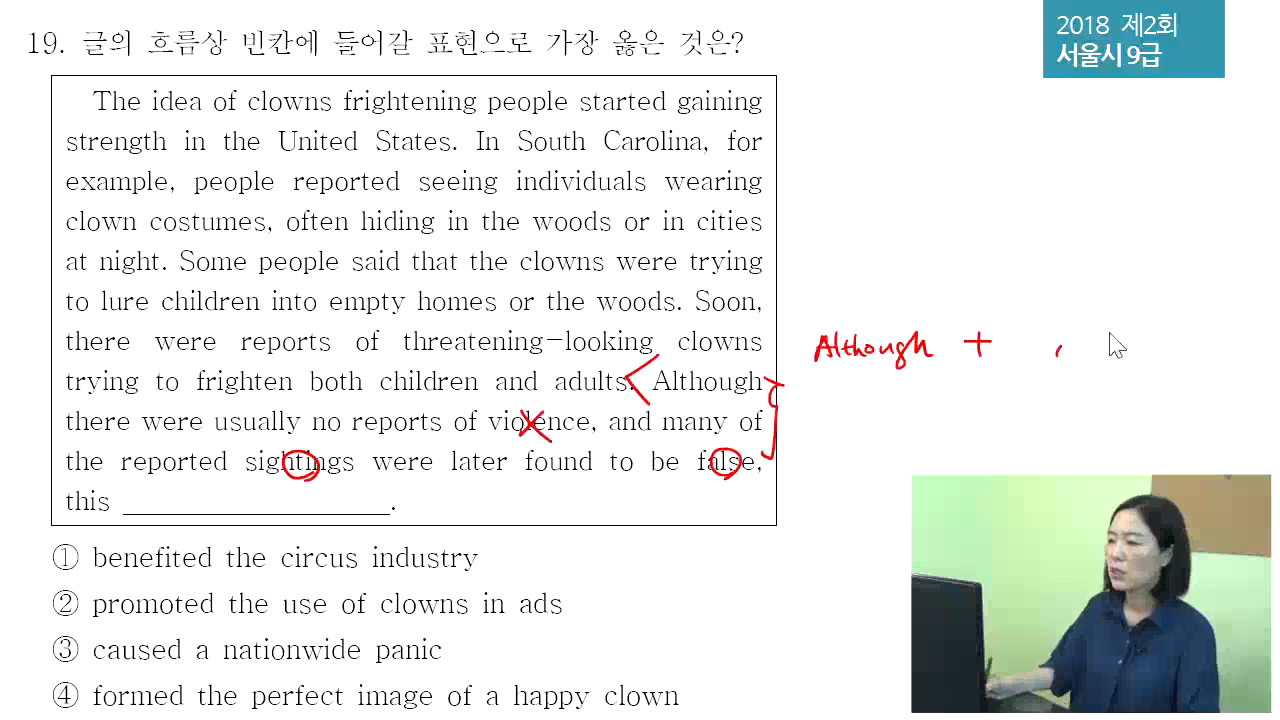 2018 제2회
서울시 9급
19. 글의 흐름상 빈칸에 들어갈 표현으로 가장 옳은 것은?
The idea of clowns frightening people started gaining
strength in the United States. In South Carolina, for
example, people reported seeing individuals wearing
clown costumes, often hiding in the woods or in cities
at night. Some people said that the clowns were trying
to lure children into empty homes or the woods. Soon,
there were reports of threatening-looking clowns
trying to frighten both children and adults. Although
there were usually no reports of violence, and many of
the reported sightings were later found to be false,
this ____________________.
Although + ,
① benefited the circus industry
② promoted the use of clowns in ads
③ caused a nationwide panic
④ formed the perfect image of a happy clown